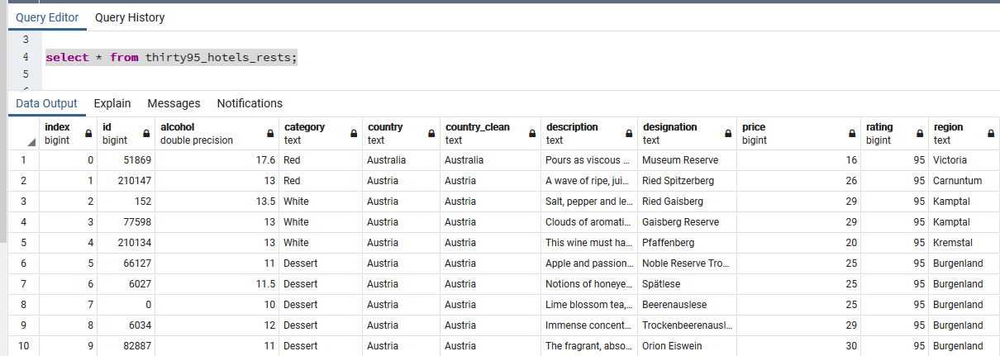 Query Editor Query History
3
4 select * from thirty95_hotels_rests;
5
Data Output Explain Messages Notifications
index id alcohol category country country_clean description designation price rating region
bigint bigint double precision text text text text text bigint bigint text
1 0 51869 17.6 Red Australia Australia Pours as viscous ... Museum Reserve 16 95 Victoria
2 1 210147 13 Red Austria Austria A wave of ripe, jui... Ried Spitzerberg 26 95 Carnuntum
3 2 152 13.5 White Austria Austria Salt, pepper and le... Ried Gaisberg 29 95 Kamptal
4 3 77598 13 White Austria Austria Clouds of aromati... Gaisberg Reserve 29 95 Kamptal
5 4 210134 13 White Austria Austria This wine must ha... Pfaffenberg 20 95 Kremstal
6 5 66127 11 Dessert Austria Austria Apple and passion... Noble Reserve Tro... 25 95 Burgenland
7 6 6027 11.5 Dessert Austria Austria Notions of honeye... Spätlese 25 95 Burgenland
8 7 0 10 Dessert Austria Austria Lime blossom tea,... Beerenauslese 25 95 Burgenland
9 8 6034 12 Dessert Austria Austria Immense concent... Trockenbeerenausl... 29 95 Burgenland
10 9 82887 11 Dessert Austria Austria The fragrant, abso... Orion Eiswein 30 95 Burgenland